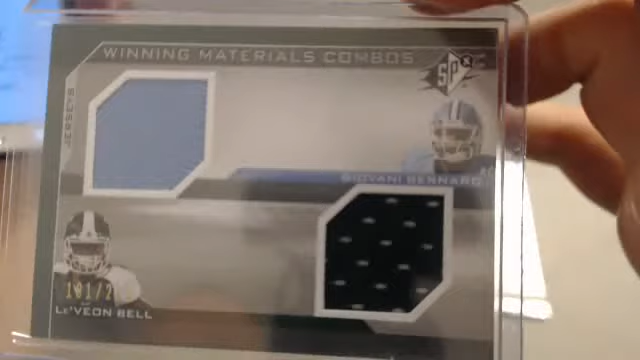 WINNING MATERIALS COMBOS
SPX
GIOVANI BERNARD
LE'VEON BELL